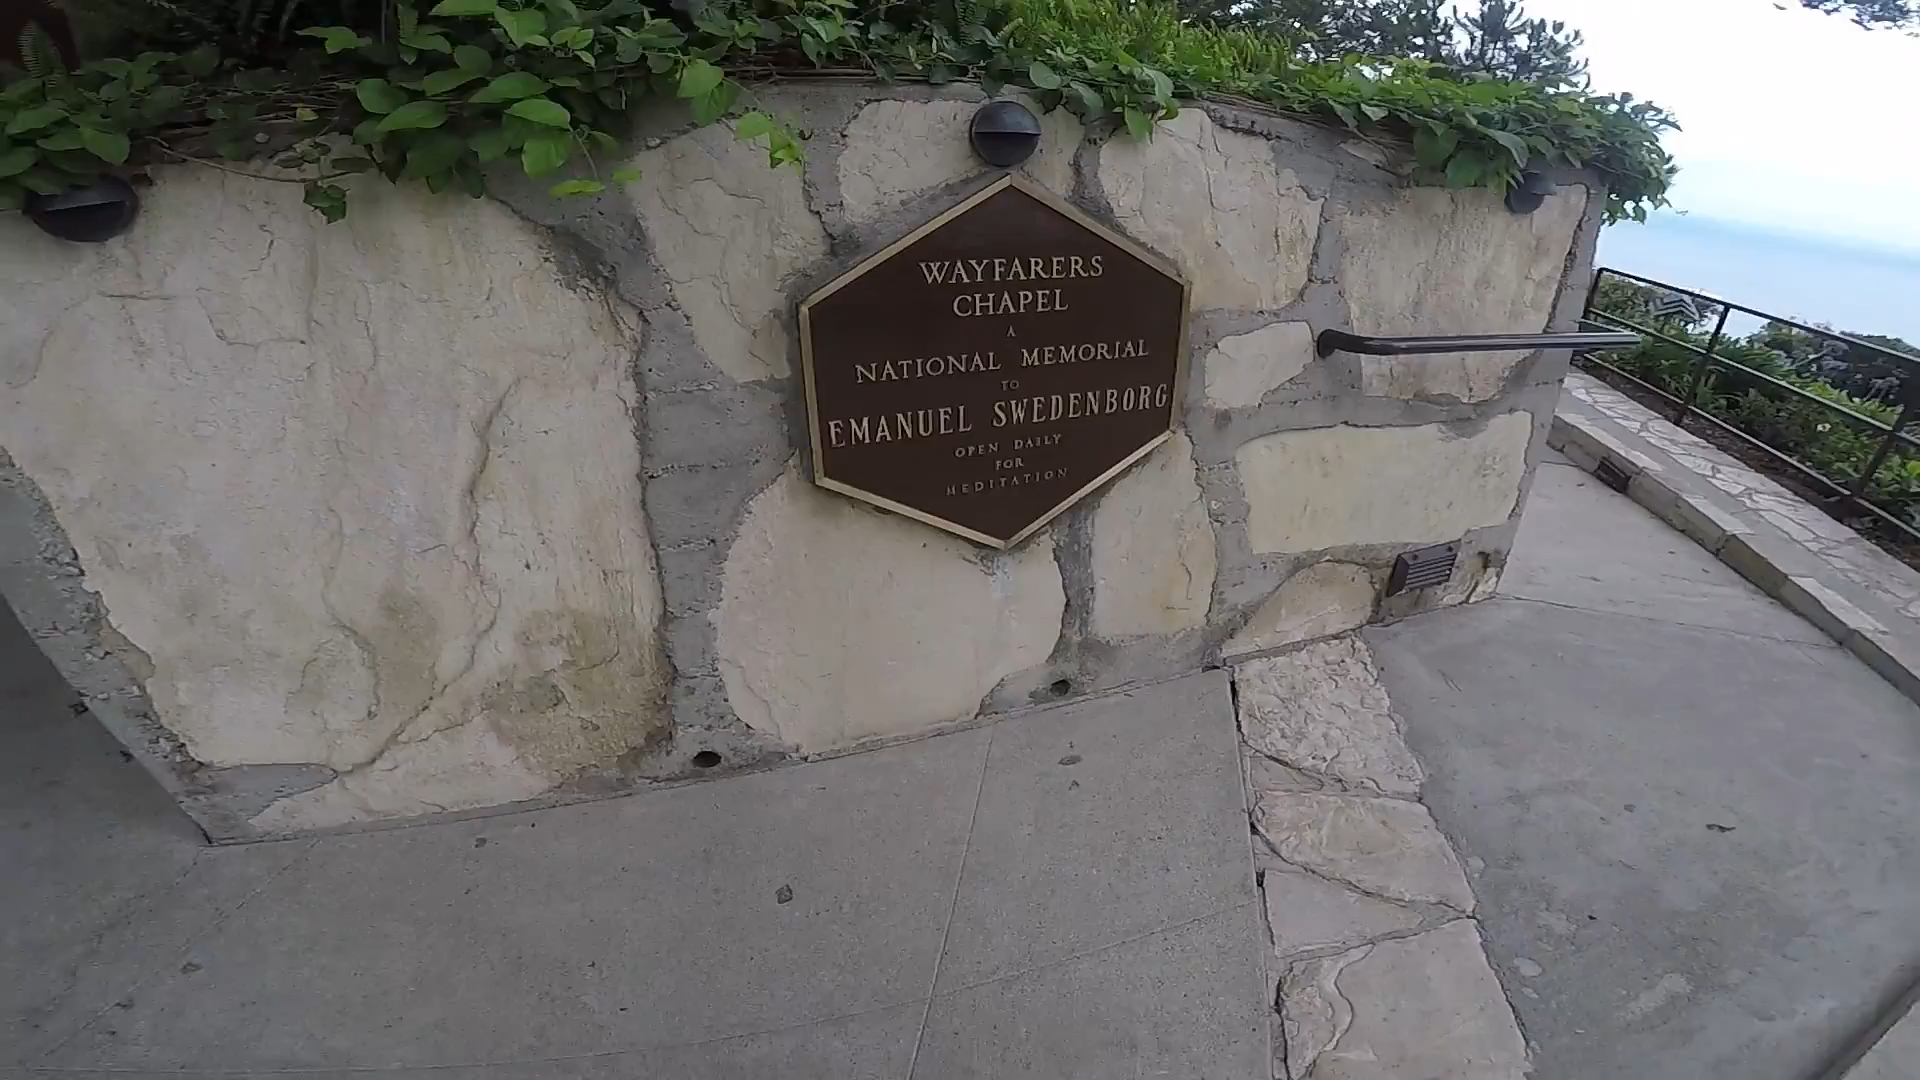 WAYFARERS
CHAPEL
A
NATIONAL MEMORIAL
TO
EMANUEL SWEDENBORG
OPEN DAILY
FOR
MEDITATION